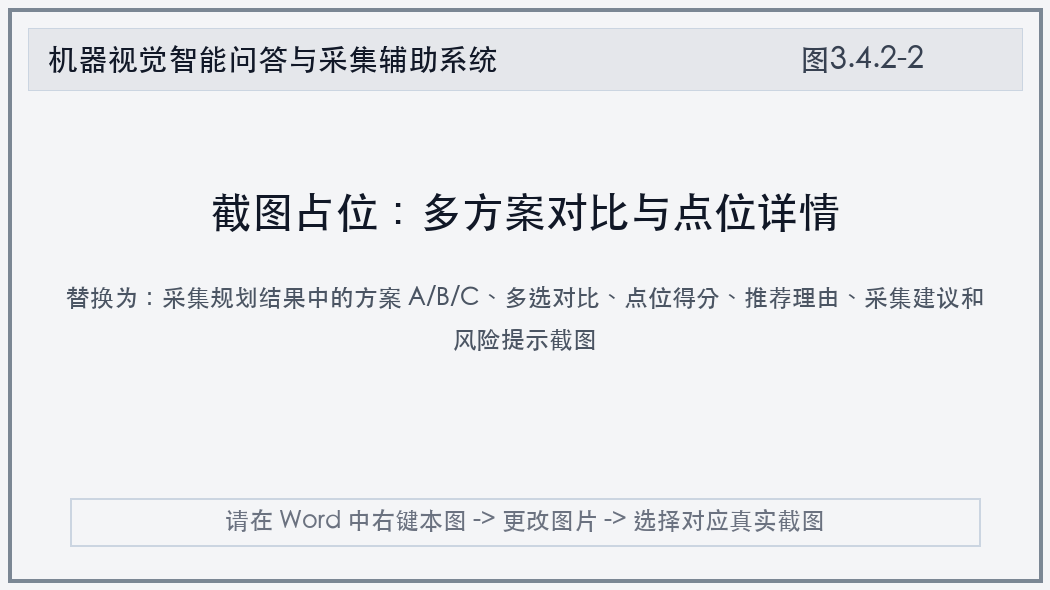 机器视觉智能问答与采集辅助系统
图3.4.2-2
截图占位：多方案对比与点位详情
替换为：采集规划结果中的方案 A/B/C、多选对比、点位得分、推荐理由、采集建议和
风险提示截图
请在 Word 中右键本图 -> 更改图片 -> 选择对应真实截图